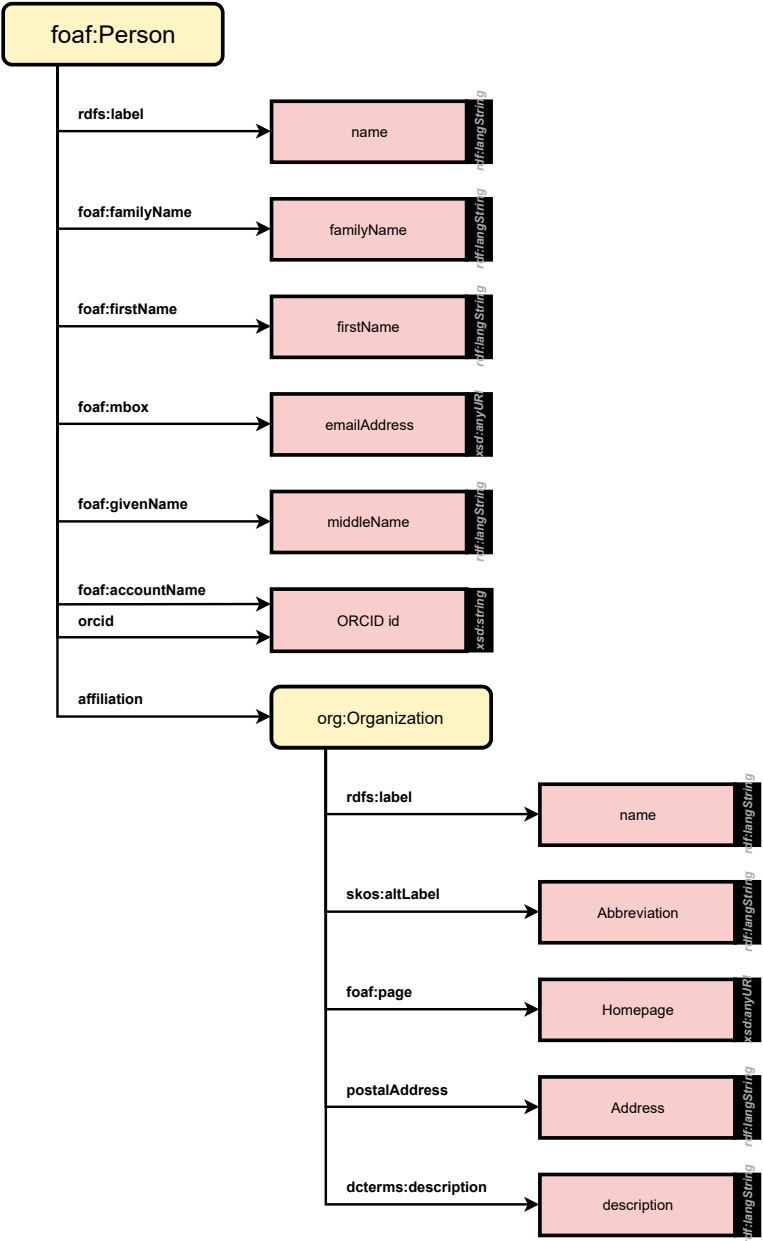 foaf:Person
rdfs:label
name
rdf:langString
foaf:familyName
familyName
rdf:langString
foaf:firstName
firstName
rdf:langString
foaf:mbox
emailAddress
xsd:anyURI
foaf:givenName
middleName
rdf:langString
foaf:accountName
orcid
ORCID id
xsd:string
affiliation
org:Organization
rdfs:label
name
rdf:langString
skos:altLabel
Abbreviation
rdf:langString
foaf:page
Homepage
xsd:anyURI
postalAddress
Address
rdf:langString
dcterms:description
description
rdf:langString